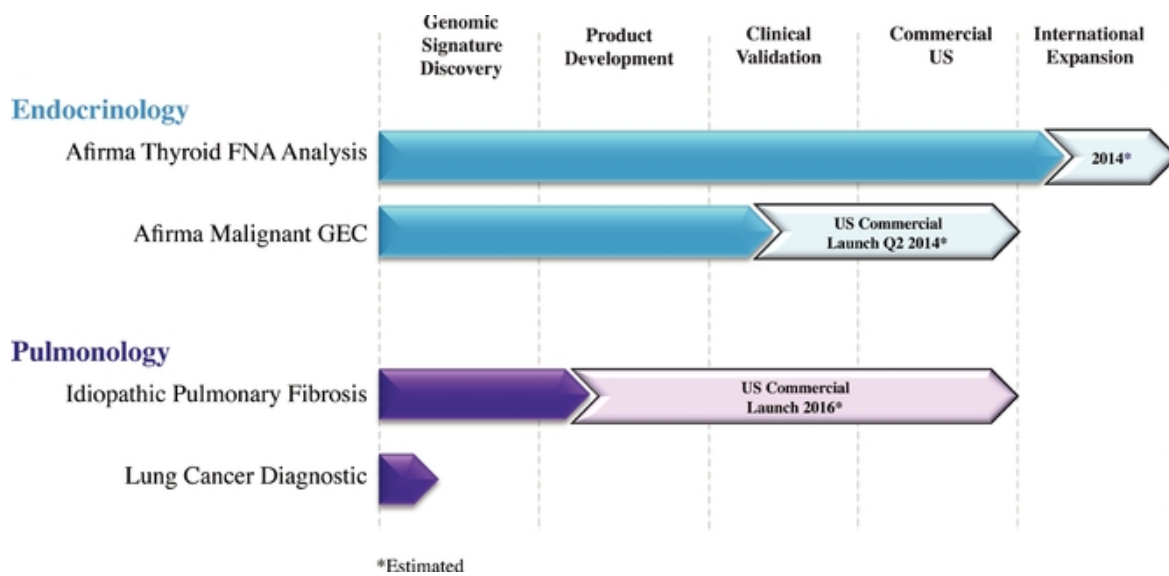 Genomic
Signature
Discovery
Product
Development
Clinical
Validation
Commercial
US
International
Expansion
Endocrinology
Afirma Thyroid FNA Analysis
2014*
Afirma Malignant GEC
US Commercial
Launch Q2 2014*
Pulmonology
Idiopathic Pulmonary Fibrosis
US Commercial
Launch 2016*
Lung Cancer Diagnostic
*Estimated